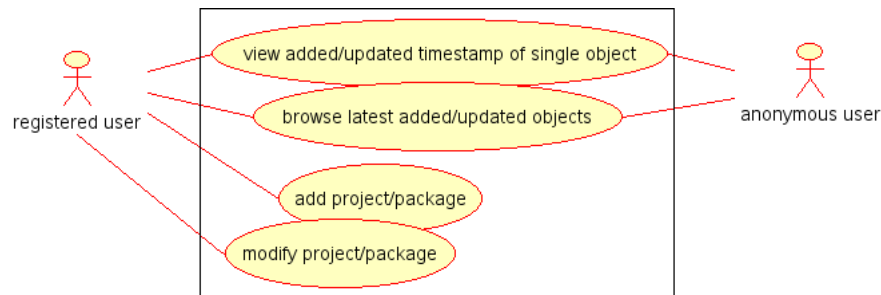 view added/updated timestamp of single object
registered user
browse latest added/updated objects
anonymous user
add project/package
modify project/package